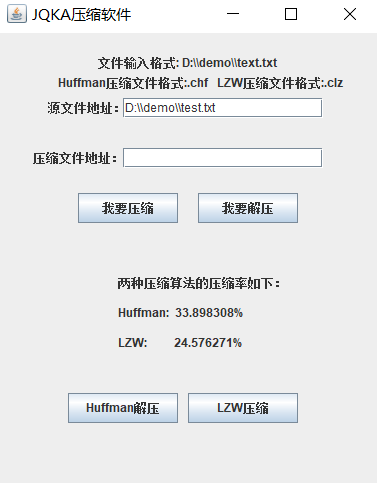 JQKA压缩软件
文件输入格式: D:\\demo\\text.txt
Huffman压缩文件格式:.chf LZW压缩文件格式:.clz
源文件地址: D:\\demo\\test.txt
压缩文件地址:
我要压缩 我要解压
两种压缩算法的压缩率如下:
Huffman: 33.898308%
LZW: 24.576271%
Huffman解压 LZW压缩